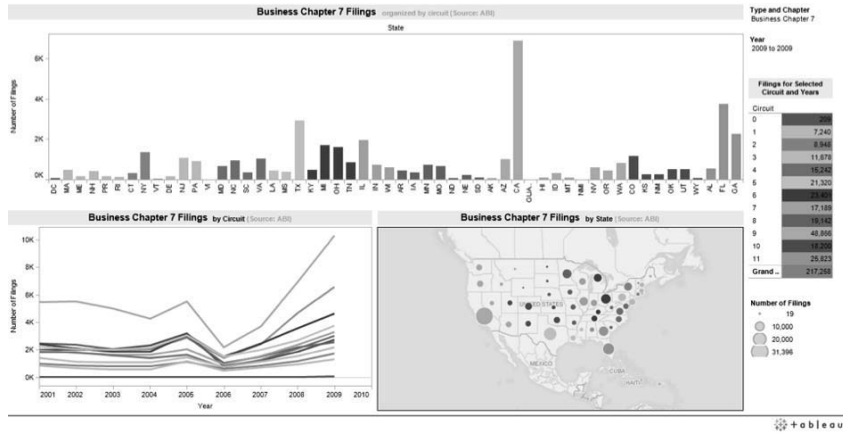 Business Chapter 7 Filings organized by circuit (Source: ABI)
State
Number of Filings
6K
4K
2K
0K
DC MA ME NH PR RI CT NY VT DE NJ PA VI MD NC SC VA LA MS TX KY MI OH TN IL IN WI AR IA MN MO ND NE SD AK AZ CA GUA.. HI ID MT NMI NV OR WA CO KS NM OK UT WY AL FL GA
Type and Chapter
Business Chapter 7
Year
2009 to 2009
Filings for Selected
Circuit and Years
Circuit
0
1 7,240
2 8,948
3 11,678
4 15,242
5 21,320
6
7 17,189
8 19,142
9 48,866
10 18,200
11 25,823
Grand .. 217,258
Business Chapter 7 Filings by Circuit (Source: ABI)
Number of Filings
10K
8K
6K
4K
2K
0K
2001 2002 2003 2004 2005 2006 2007 2008 2009 2010
Year
Business Chapter 7 Filings by State (Source: ABI)
UNITED STATES
MEXICO
CUBA
HAITI
Number of Filings
19
10,000
20,000
31,396
+ a b l e a u